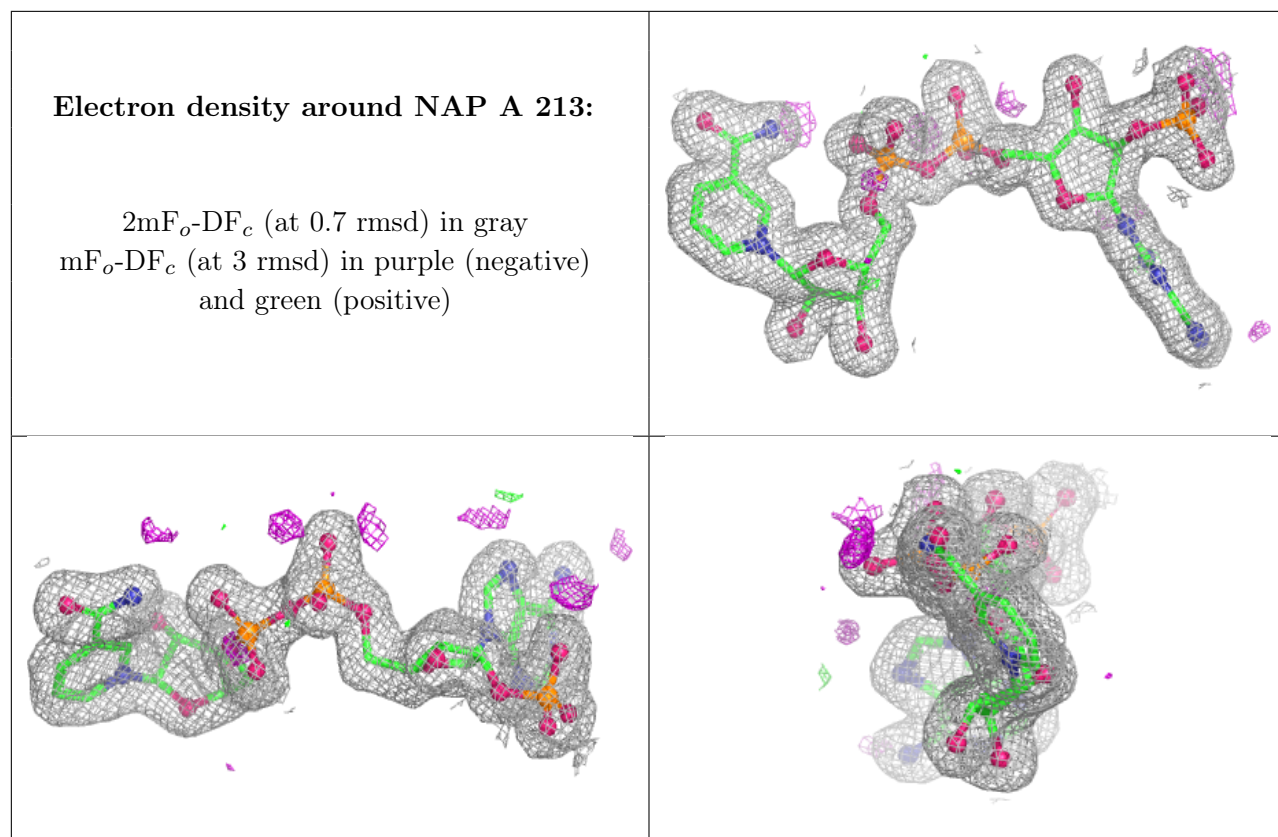 Electron density around NAP A 213:
2mFo-DFc (at 0.7 rmsd) in gray
mFo-DFc (at 3 rmsd) in purple (negative)
and green (positive)